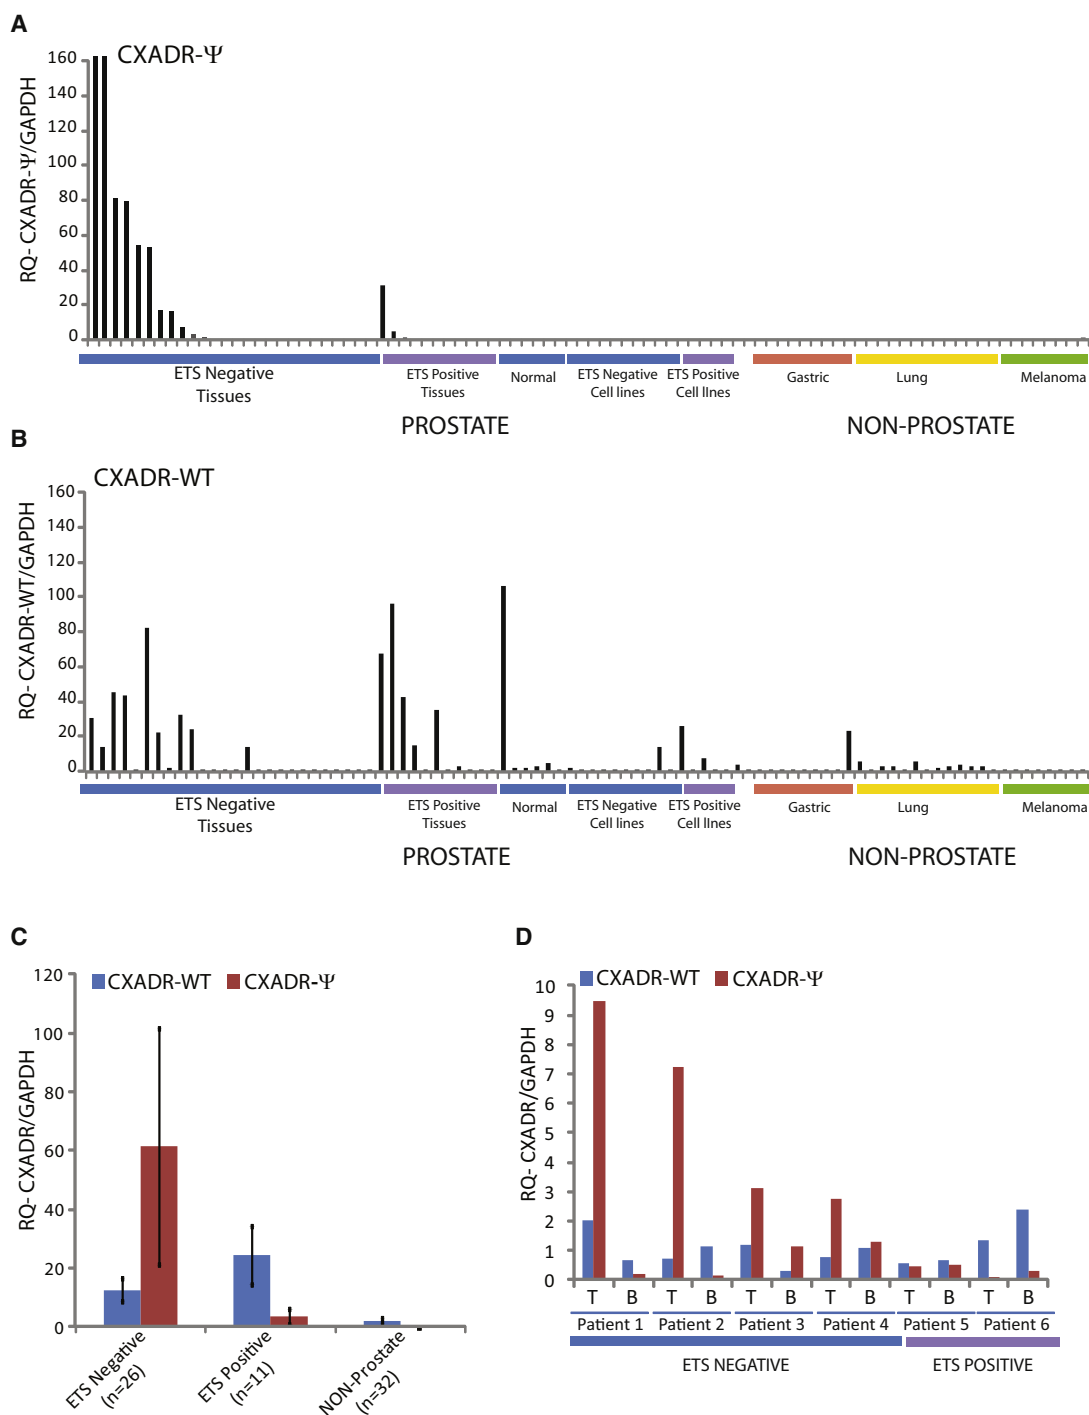 A
CXADR-Ψ
RQ- CXADR-Ψ/GAPDH
160
140
120
100
80
60
40
20
0
ETS Negative
Tissues
ETS Positive
Tissues
Normal
ETS Negative
Cell lines
ETS Positive
Cell lInes
Gastric
Lung
Melanoma
PROSTATE
NON-PROSTATE
B
CXADR-WT
RQ- CXADR-WT/GAPDH
160
140
120
100
80
60
40
20
0
ETS Negative
Tissues
ETS Positive
Tissues
Normal
ETS Negative
Cell lines
ETS Positive
Cell lInes
Gastric
Lung
Melanoma
PROSTATE
NON-PROSTATE
C
CXADR-WT
CXADR-Ψ
RQ- CXADR/GAPDH
120
100
80
60
40
20
0
ETS Negative
(n=26)
ETS Positive
(n=11)
NON-Prostate
(n=32)
D
CXADR-WT
CXADR-Ψ
RQ- CXADR/GAPDH
10
9
8
7
6
5
4
3
2
1
0
T B T B T B T B T B T B
Patient 1 Patient 2 Patient 3 Patient 4 Patient 5 Patient 6
ETS NEGATIVE
ETS POSITIVE